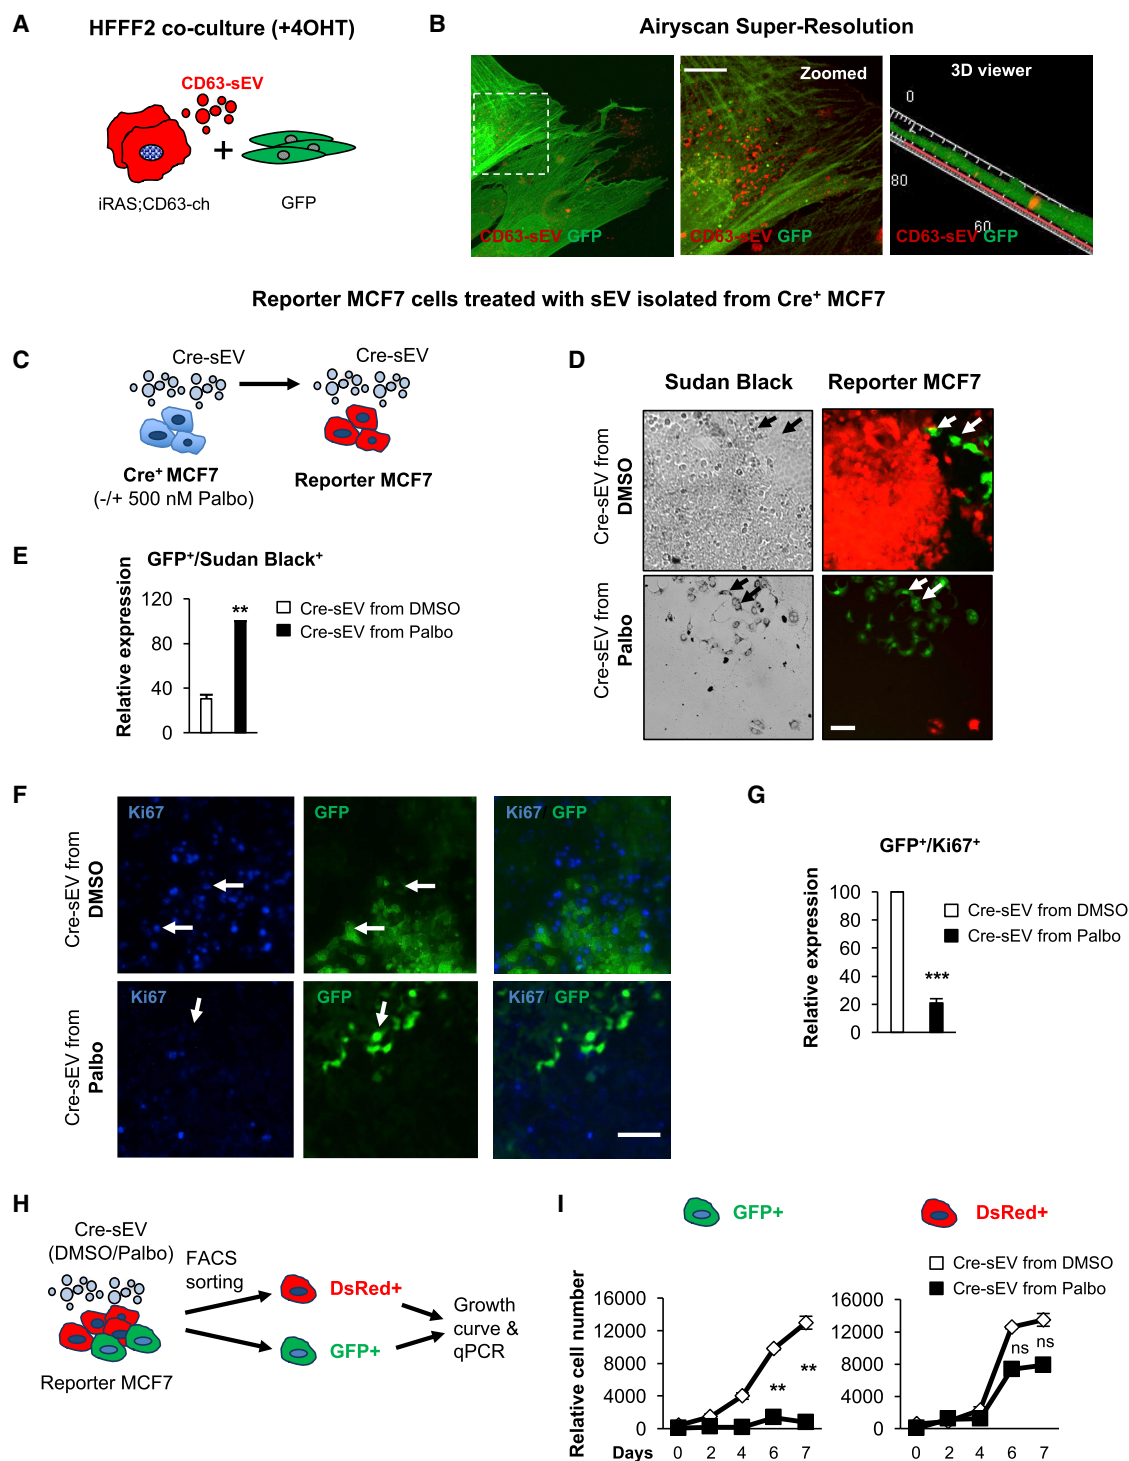 A
HFFF2 co-culture (+4OHT)
CD63-sEV
+
iRAS;CD63-ch
GFP
B
Airyscan Super-Resolution
CD63-sEV GFP
Zoomed
CD63-sEV GFP
3D viewer
0
80
60
CD63-sEV GFP
Reporter MCF7 cells treated with sEV isolated from Cre⁺ MCF7
C
Cre-sEV
Cre-sEV
Cre⁺ MCF7
(-/+ 500 nM Palbo)
Reporter MCF7
D
Sudan Black
Reporter MCF7
Cre-sEV from
DMSO
Cre-sEV from
Palbo
E
GFP⁺/Sudan Black⁺
Relative expression
120
80
40
0
**
Cre-sEV from DMSO
Cre-sEV from Palbo
F
Cre-sEV from
DMSO
Ki67
GFP
Ki67 GFP
Cre-sEV from
Palbo
Ki67
GFP
Ki67 GFP
G
GFP⁺/Ki67⁺
Relative expression
100
80
60
40
20
0
***
Cre-sEV from DMSO
Cre-sEV from Palbo
H
Cre-sEV
(DMSO/Palbo)
Reporter MCF7
FACS
sorting
DsRed+
GFP+
Growth
curve &
qPCR
I
GFP+
DsRed+
Cre-sEV from DMSO
Cre-sEV from Palbo
Relative cell number
16000
12000
8000
4000
0
**
**
Days
0 2 4 6 7
16000
12000
8000
4000
0
ns
ns
0 2 4 6 7